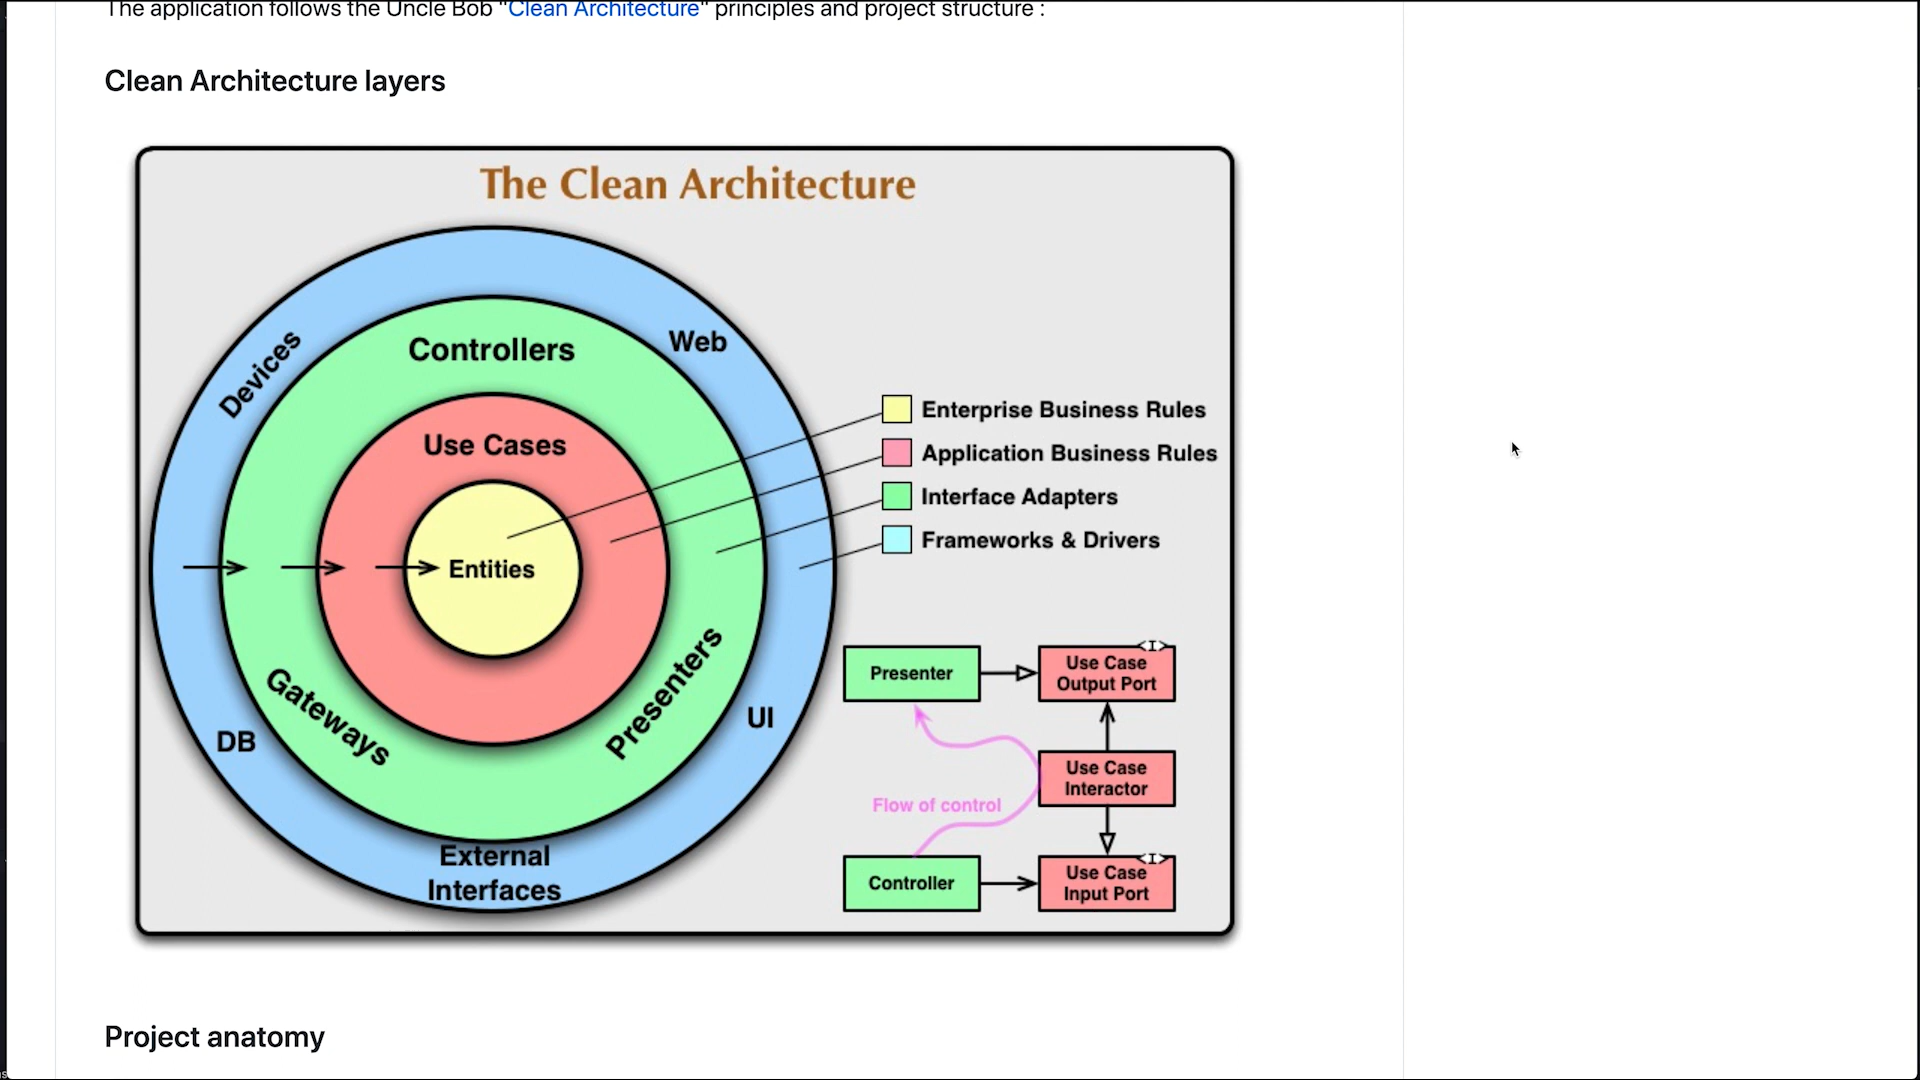 The application follows the Uncle Bob "Clean Architecture" principles and project structure :
Clean Architecture layers
The Clean Architecture
Devices
Web
Controllers
Use Cases
Entities
Gateways
Presenters
DB
UI
External
Interfaces
Enterprise Business Rules
Application Business Rules
Interface Adapters
Frameworks & Drivers
Presenter
<I>
Use Case
Output Port
Use Case
Interactor
Flow of control
Controller
<I>
Use Case
Input Port
Project anatomy